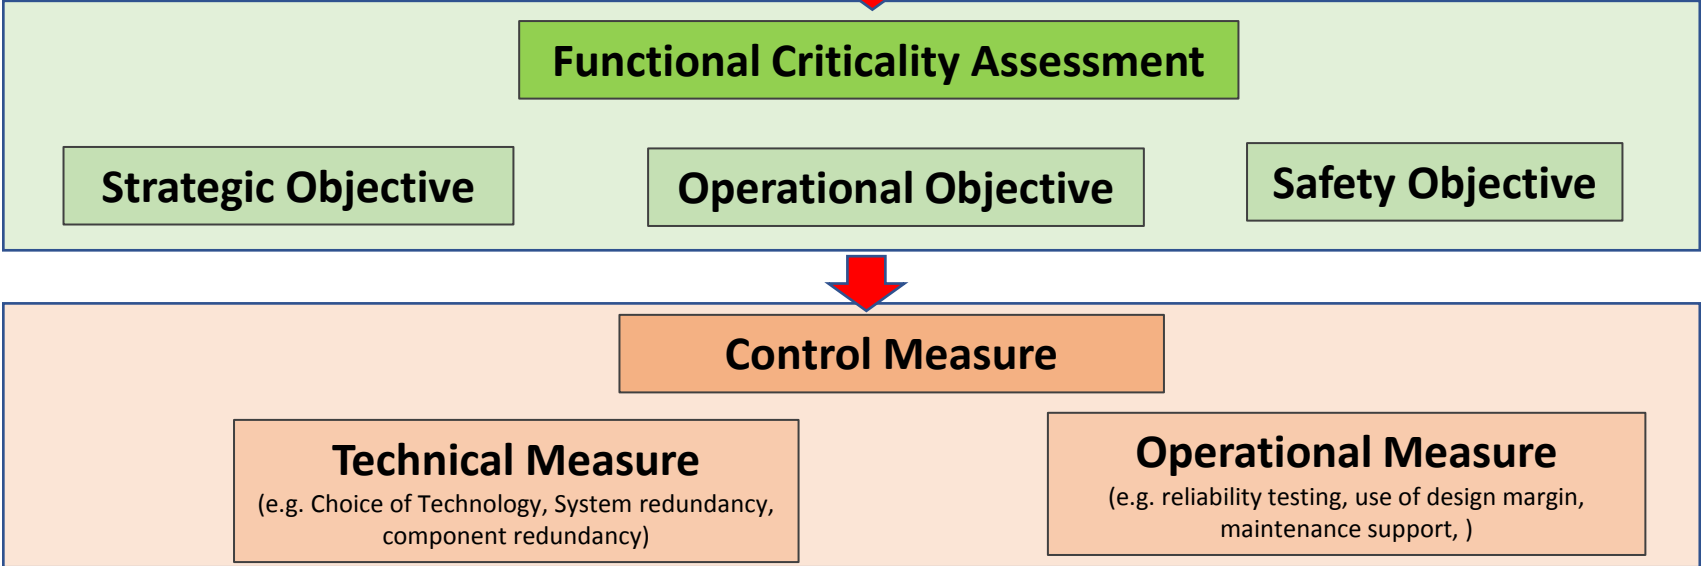 Functional Criticality Assessment
Strategic Objective
Operational Objective
Safety Objective
Control Measure
Technical Measure
(e.g. Choice of Technology, System redundancy,
component redundancy)
Operational Measure
(e.g. reliability testing, use of design margin,
maintenance support, )